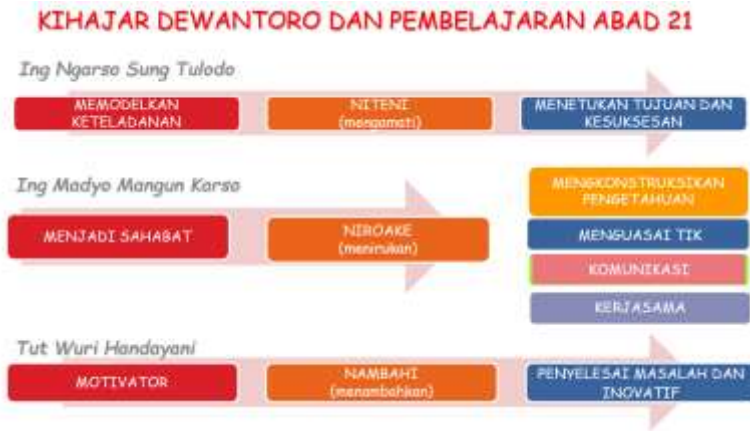 KIHAJAR DEWANTORO DAN PEMBELAJARAN ABAD 21
Ing Ngarso Sung Tulodo
MEMODELKAN
KETELADANAN
NITENI
(mengamati)
MENETUKAN TUJUAN DAN
KESUKSESAN
Ing Madyo Mangun Karso
MENJADI SAHABAT
NIROAKE
(menirukan)
MENGKONSTRUKSIKAN
PENGETAHUAN
MENGUASAI TIK
KOMUNIKASI
KERJASAMA
Tut Wuri Handayani
MOTIVATOR
NAMBAHI
(menambahkan)
PENYELESAI MASALAH DAN
INOVATIF